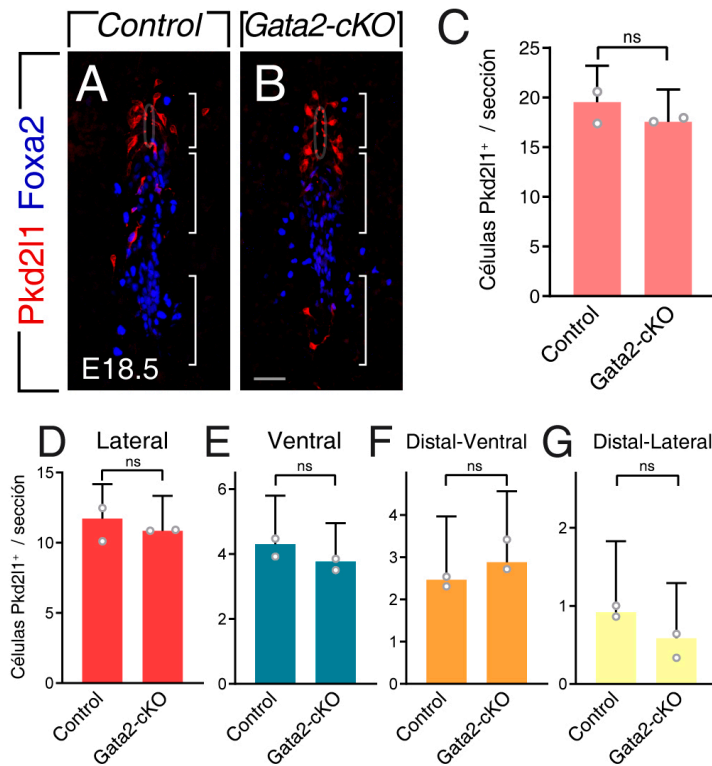 Control
Gata2-cKO
Pkd2l1 Foxa2
A
B
E18.5
C
Células Pkd2l1⁺ / sección
25
20
15
10
5
0
ns
Control
Gata2-cKO
D
Lateral
Células Pkd2l1⁺ / sección
15
10
5
0
ns
Control
Gata2-cKO
E
Ventral
6
4
2
0
ns
Control
Gata2-cKO
F
Distal-Ventral
4
3
2
1
0
ns
Control
Gata2-cKO
G
Distal-Lateral
2
1
0
ns
Control
Gata2-cKO